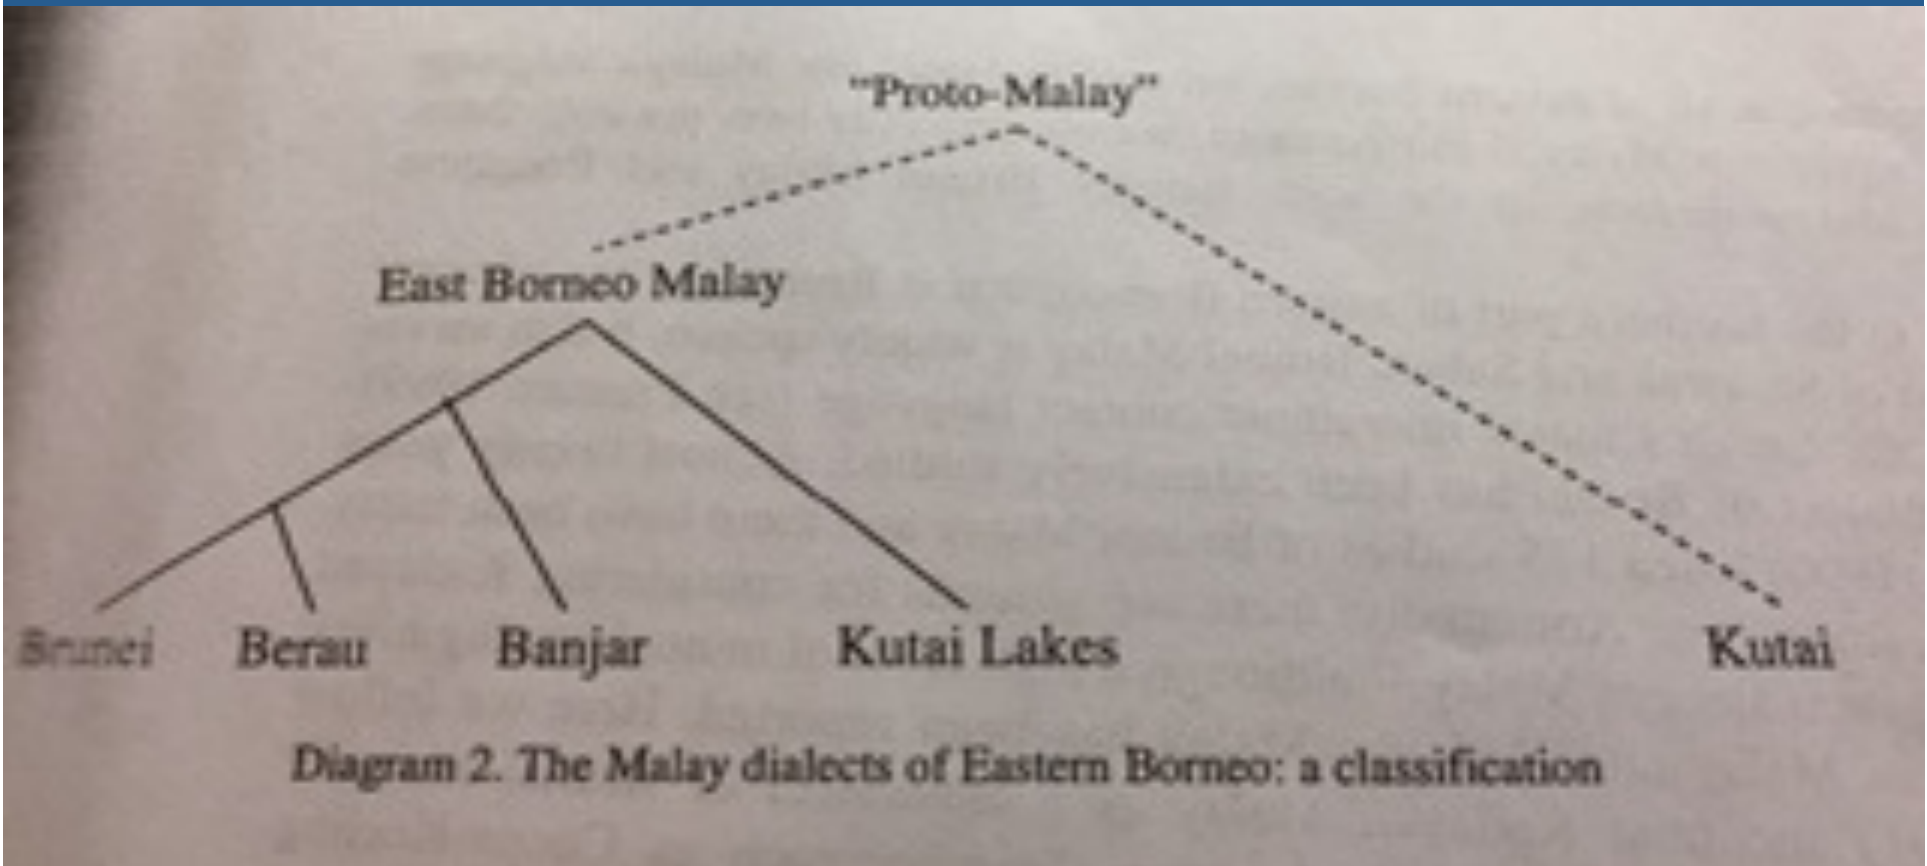 “Proto-Malay”
East Borneo Malay
Brunei Berau Banjar Kutai Lakes Kutai
Diagram 2. The Malay dialects of Eastern Borneo: a classification